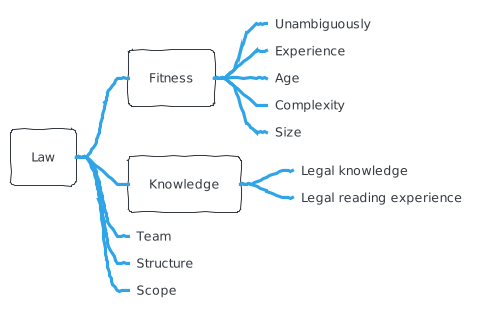 Law
Fitness
Unambiguously
Experience
Age
Complexity
Size
Knowledge
Legal knowledge
Legal reading experience
Team
Structure
Scope